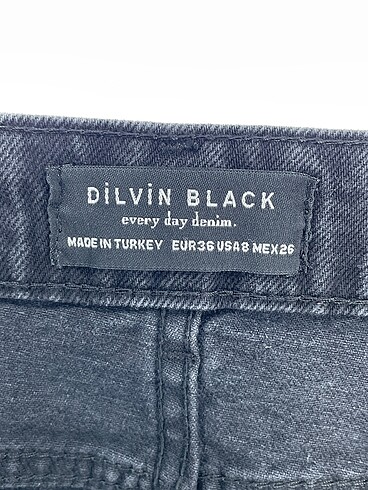 DİLVİN BLACK
every day denim.
MADE IN TURKEY EUR36 USA8 MEX26